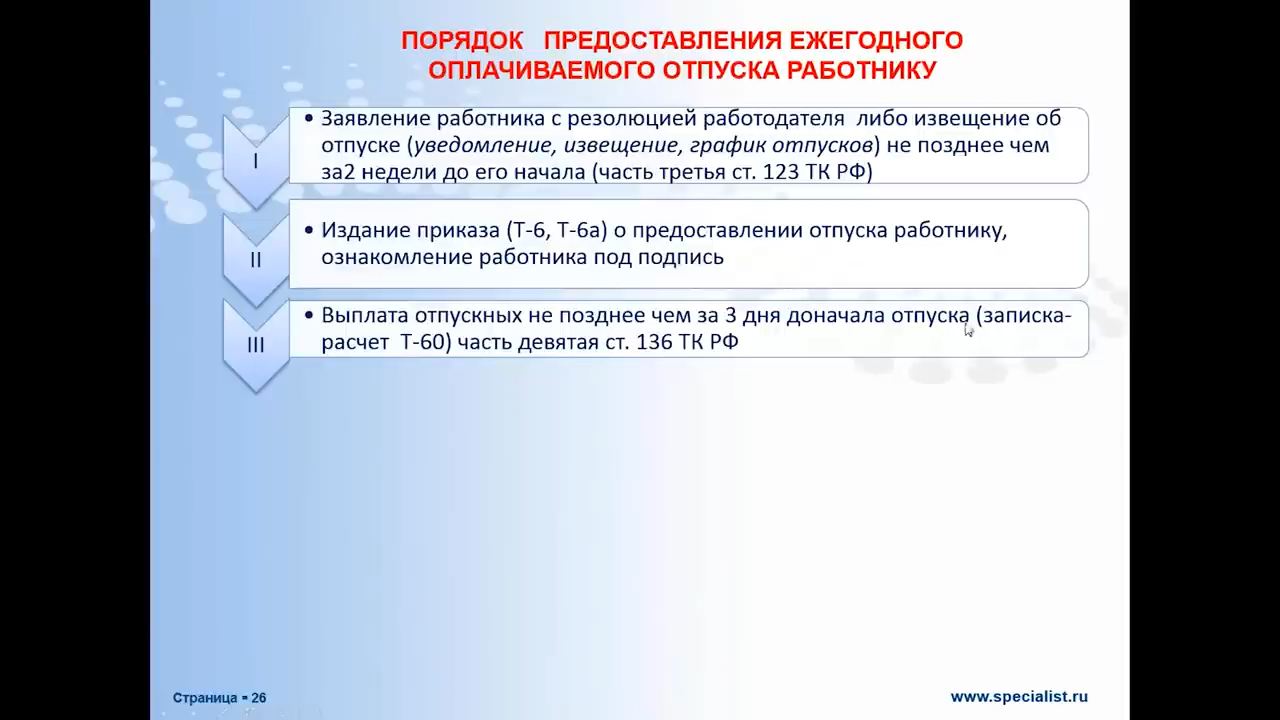 ПОРЯДОК ПРЕДОСТАВЛЕНИЯ ЕЖЕГОДНОГО
ОПЛАЧИВАЕМОГО ОТПУСКА РАБОТНИКУ
I
• Заявление работника с резолюцией работодателя либо извещение об
отпуске (уведомление, извещение, график отпусков) не позднее чем
за2 недели до его начала (часть третья ст. 123 ТК РФ)
II
• Издание приказа (Т-6, Т-6а) о предоставлении отпуска работнику,
ознакомление работника под подпись
III
• Выплата отпускных не позднее чем за 3 дня доначала отпуска (записка-
расчет Т-60) часть девятая ст. 136 ТК РФ
Страница ▪ 26
www.specialist.ru